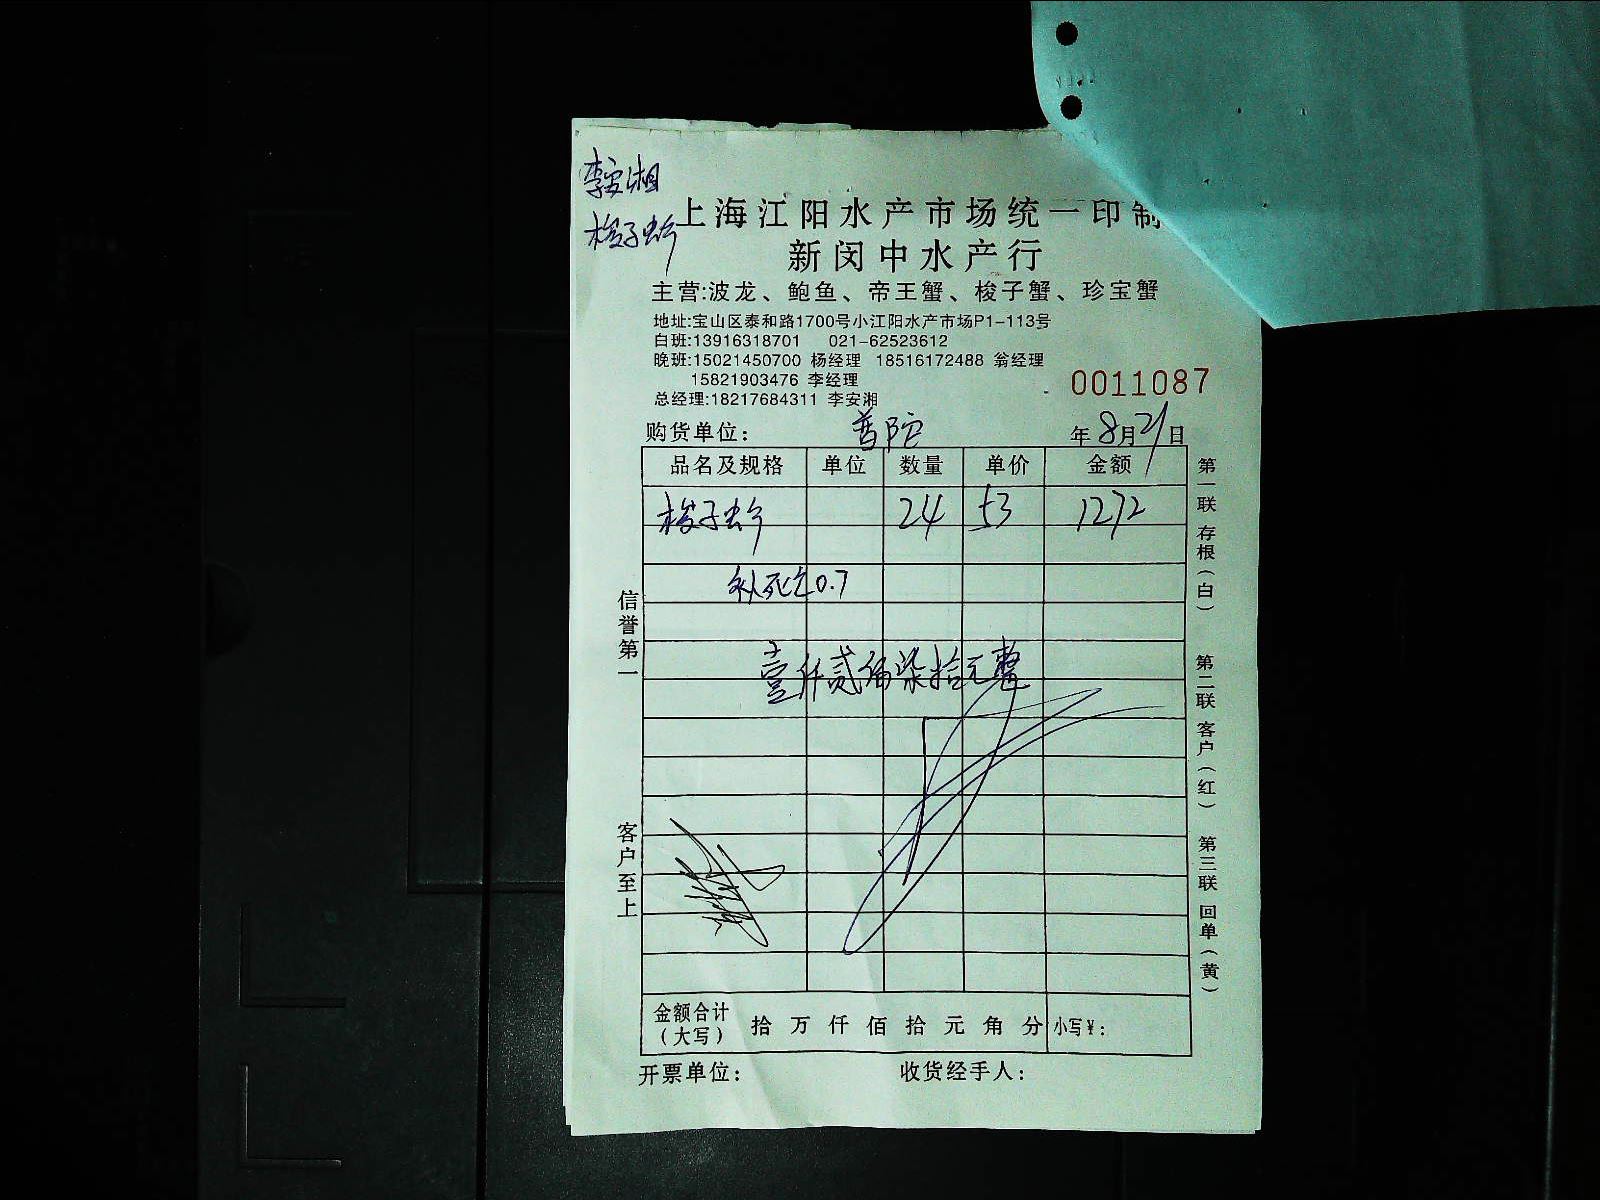 李安湘
梭子蟹
上海江阳水产市场统一印制
新闵中水产行
主营:波龙、鲍鱼、帝王蟹、梭子蟹、珍宝蟹
地址:宝山区泰和路1700号小江阳水产市场P1-113号
白班:13916318701 021-62523612
晚班:15021450700 杨经理 18516172488 翁经理
15821903476 李经理
总经理:18217684311 李安湘
0011087
购货单位: 普陀 年8月21日
品名及规格 单位 数量 单价 金额
梭子蟹 24 53 1272
补死亡0.7
壹仟贰佰柒拾元整
金额合计(大写) 拾 万 仟 佰 拾 元 角 分 小写¥:
开票单位: 收货经手人:
信誉第一
客户至上
第一联 存根(白)
第二联 客户(红)
第三联 回单(黄)